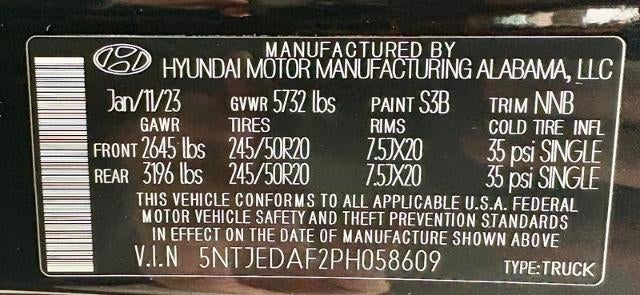 MANUFACTURED BY
HYUNDAI MOTOR MANUFACTURING ALABAMA, LLC
Jan/11/23 GVWR 5732 lbs PAINT S3B TRIM NNB
GAWR TIRES RIMS COLD TIRE INFL
FRONT 2645 lbs 245/50R20 7.5JX20 35 psi SINGLE
REAR 3196 lbs 245/50R20 7.5JX20 35 psi SINGLE
THIS VEHICLE CONFORMS TO ALL APPLICABLE U.S.A. FEDERAL
MOTOR VEHICLE SAFETY AND THEFT PREVENTION STANDARDS
IN EFFECT ON THE DATE OF MANUFACTURE SHOWN ABOVE
V.I.N 5NTJEDAF2PH058609 TYPE:TRUCK